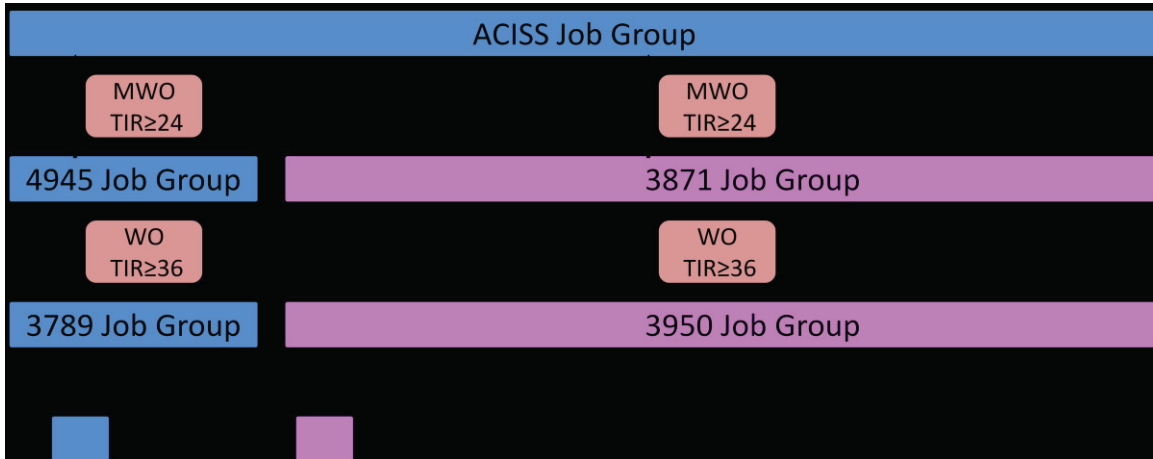 ACISS Job Group
MWO
TIR≥24
MWO
TIR≥24
4945 Job Group
3871 Job Group
WO
TIR≥36
WO
TIR≥36
3789 Job Group
3950 Job Group